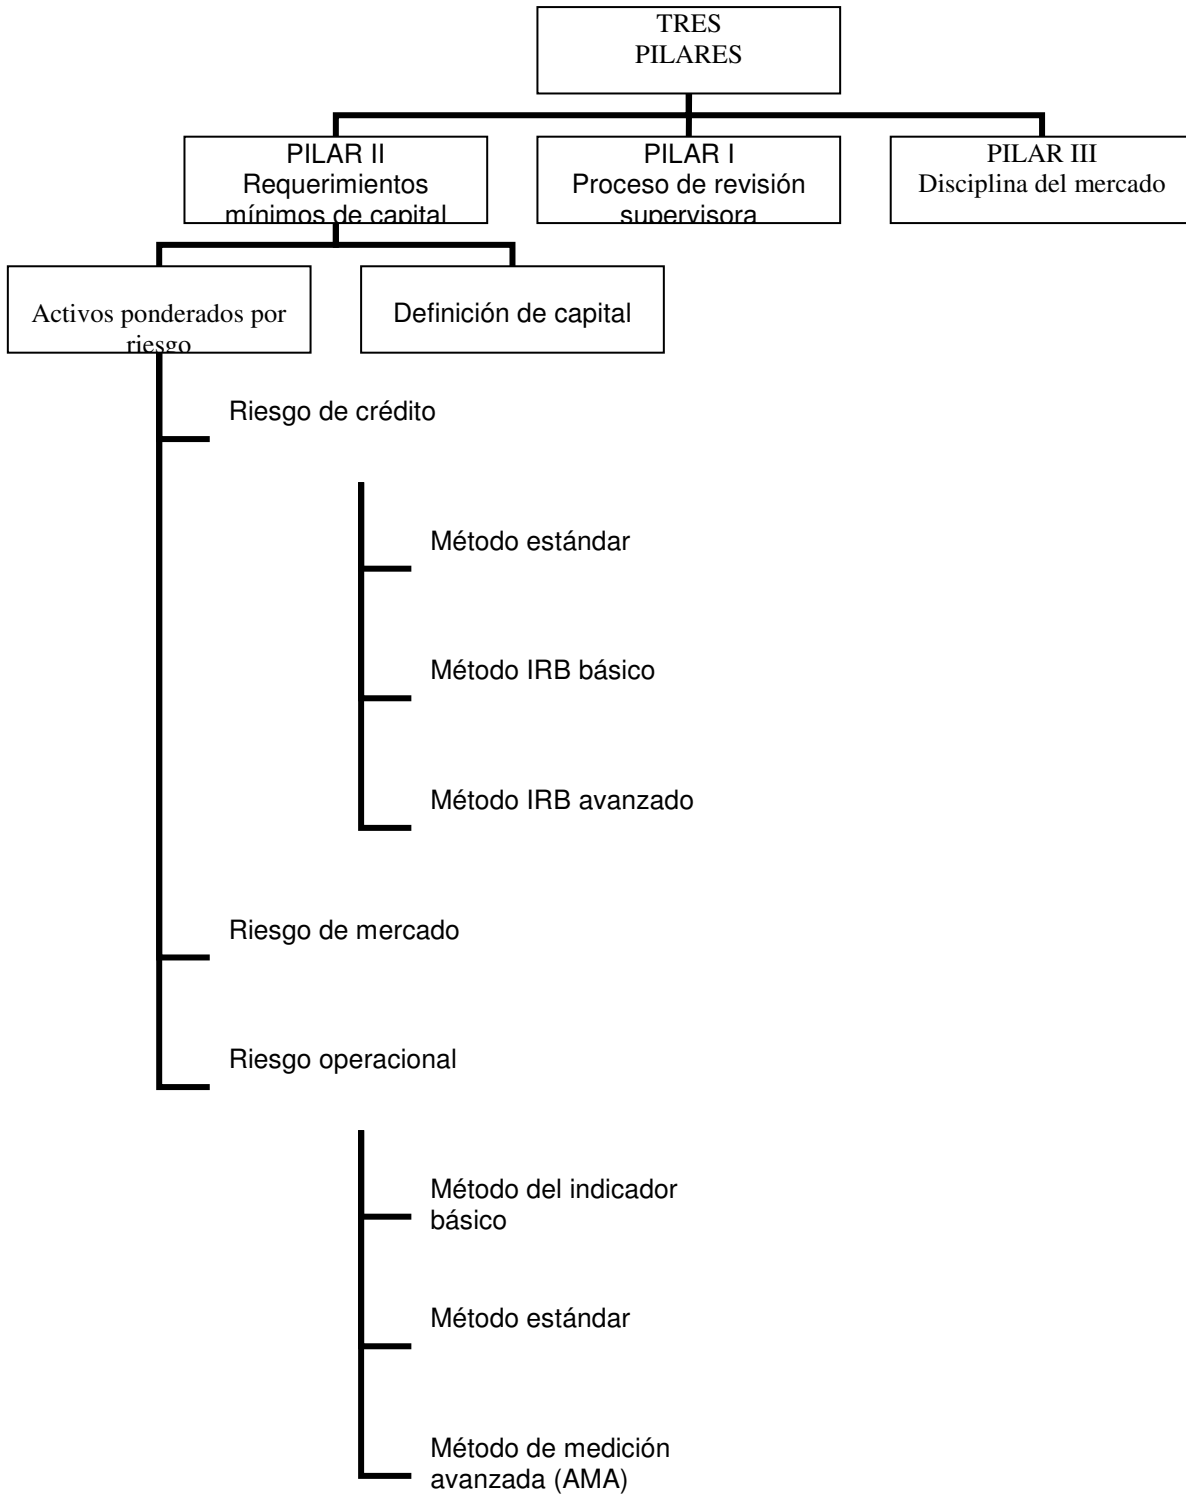 TRES
PILARES
PILAR II
Requerimientos
mínimos de capital
PILAR I
Proceso de revisión
supervisora
PILAR III
Disciplina del mercado
Activos ponderados por
riesgo
Definición de capital
Riesgo de crédito
Método estándar
Método IRB básico
Método IRB avanzado
Riesgo de mercado
Riesgo operacional
Método del indicador
básico
Método estándar
Método de medición
avanzada (AMA)